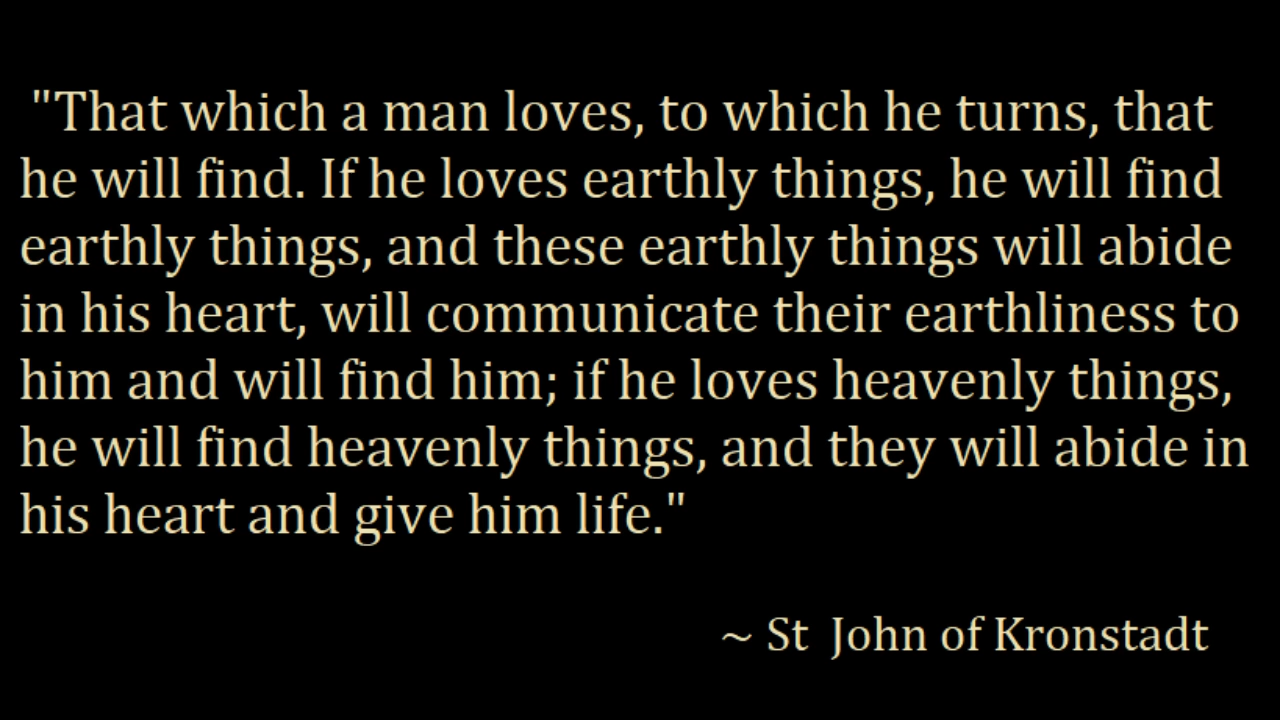 "That which a man loves, to which he turns, that
he will find. If he loves earthly things, he will find
earthly things, and these earthly things will abide
in his heart, will communicate their earthliness to
him and will find him; if he loves heavenly things,
he will find heavenly things, and they will abide in
his heart and give him life."
~ St John of Kronstadt